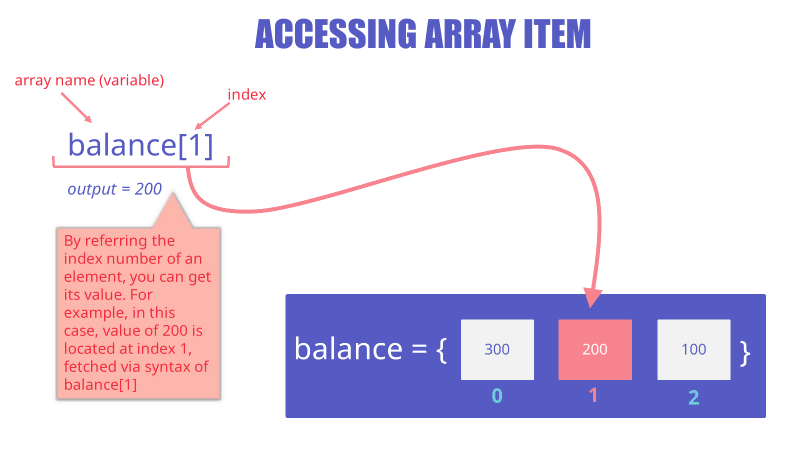 ACCESSING ARRAY ITEM
array name (variable)
index
balance[1]
output = 200
By referring the
index number of an
element, you can get
its value. For
example, in this
case, value of 200 is
located at index 1,
fetched via syntax of
balance[1]
balance = { 300 200 100 }
0 1 2